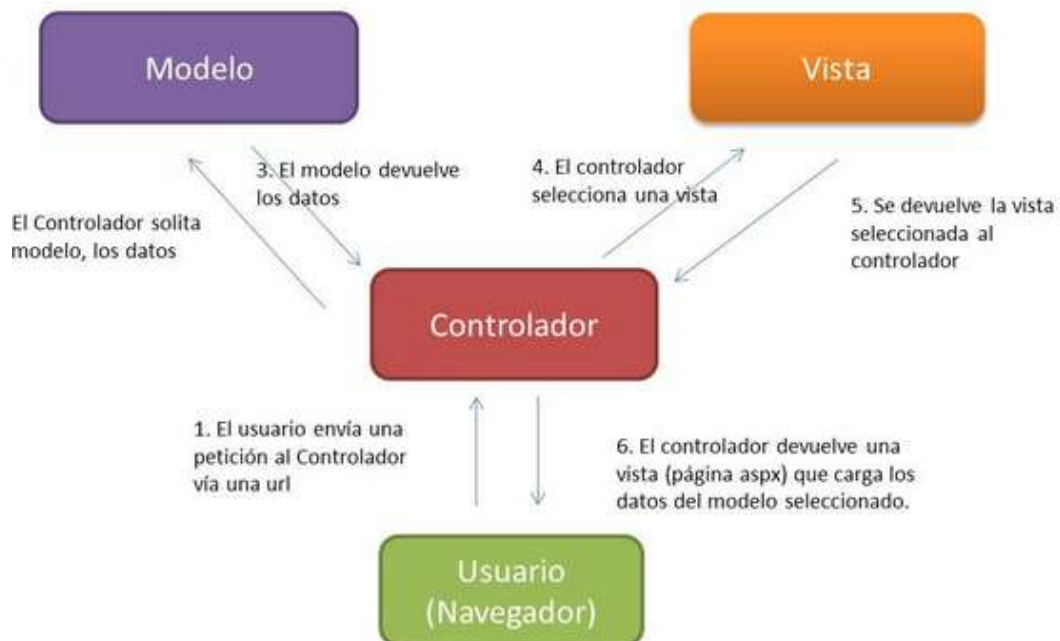 Modelo
Vista
3. El modelo devuelve
los datos
4. El controlador
selecciona una vista
El Controlador solita
modelo, los datos
5. Se devuelve la vista
seleccionada al
controlador
Controlador
1. El usuario envía una
petición al Controlador
vía una url
6. El controlador devuelve una
vista (página aspx) que carga los
datos del modelo seleccionado.
Usuario
(Navegador)